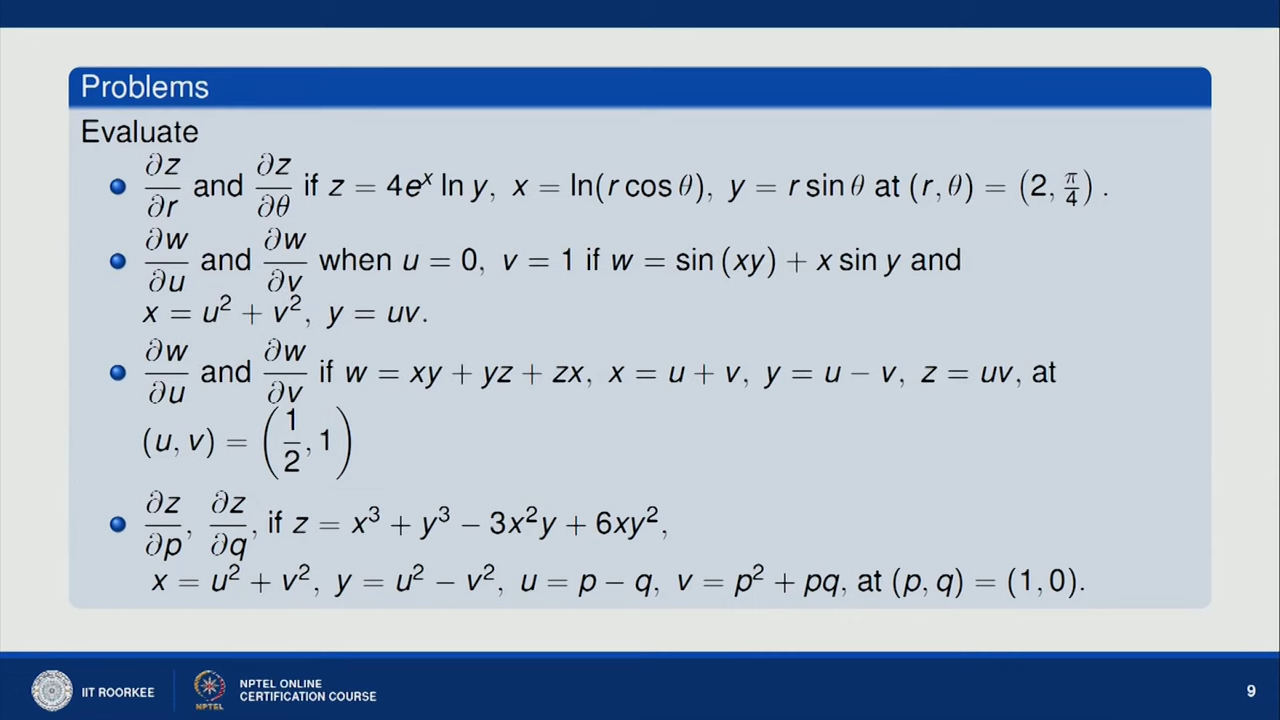 Problems
Evaluate
∂z/∂r and ∂z/∂θ if z = 4e^x ln y, x = ln(r cos θ), y = r sin θ at (r, θ) = (2, π/4) .
∂w/∂u and ∂w/∂v when u = 0, v = 1 if w = sin (xy) + x sin y and
x = u² + v², y = uv.
∂w/∂u and ∂w/∂v if w = xy + yz + zx, x = u + v, y = u − v, z = uv, at
(u, v) = (1/2, 1)
∂z/∂p, ∂z/∂q, if z = x³ + y³ − 3x²y + 6xy²,
x = u² + v², y = u² − v², u = p − q, v = p² + pq, at (p, q) = (1, 0).
IIT ROORKEE
NPTEL
NPTEL ONLINE
CERTIFICATION COURSE
9